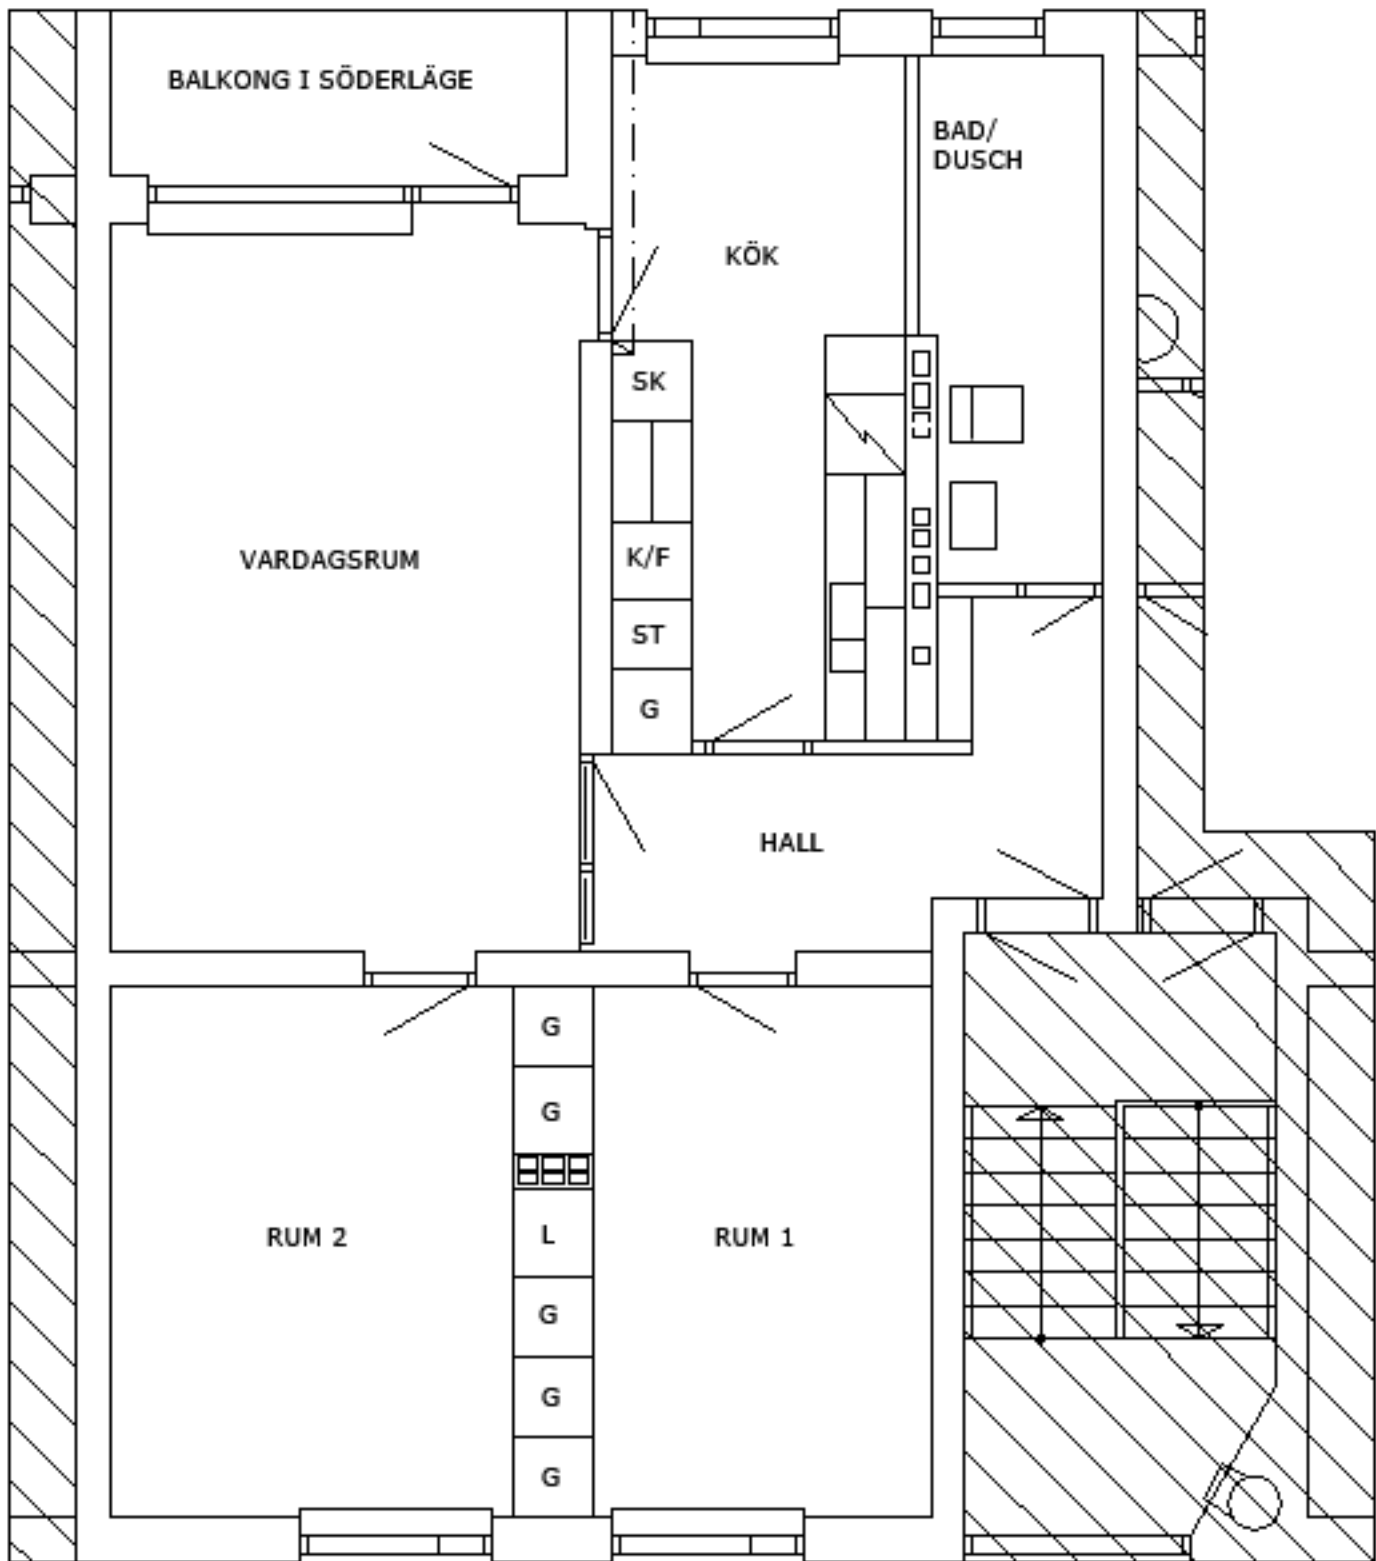 BALKONG I SÖDERLÄGE
BAD/
DUSCH
KÖK
SK
VARDAGSRUM
K/F
ST
G
HALL
G
G
RUM 2
L
RUM 1
G
G
G